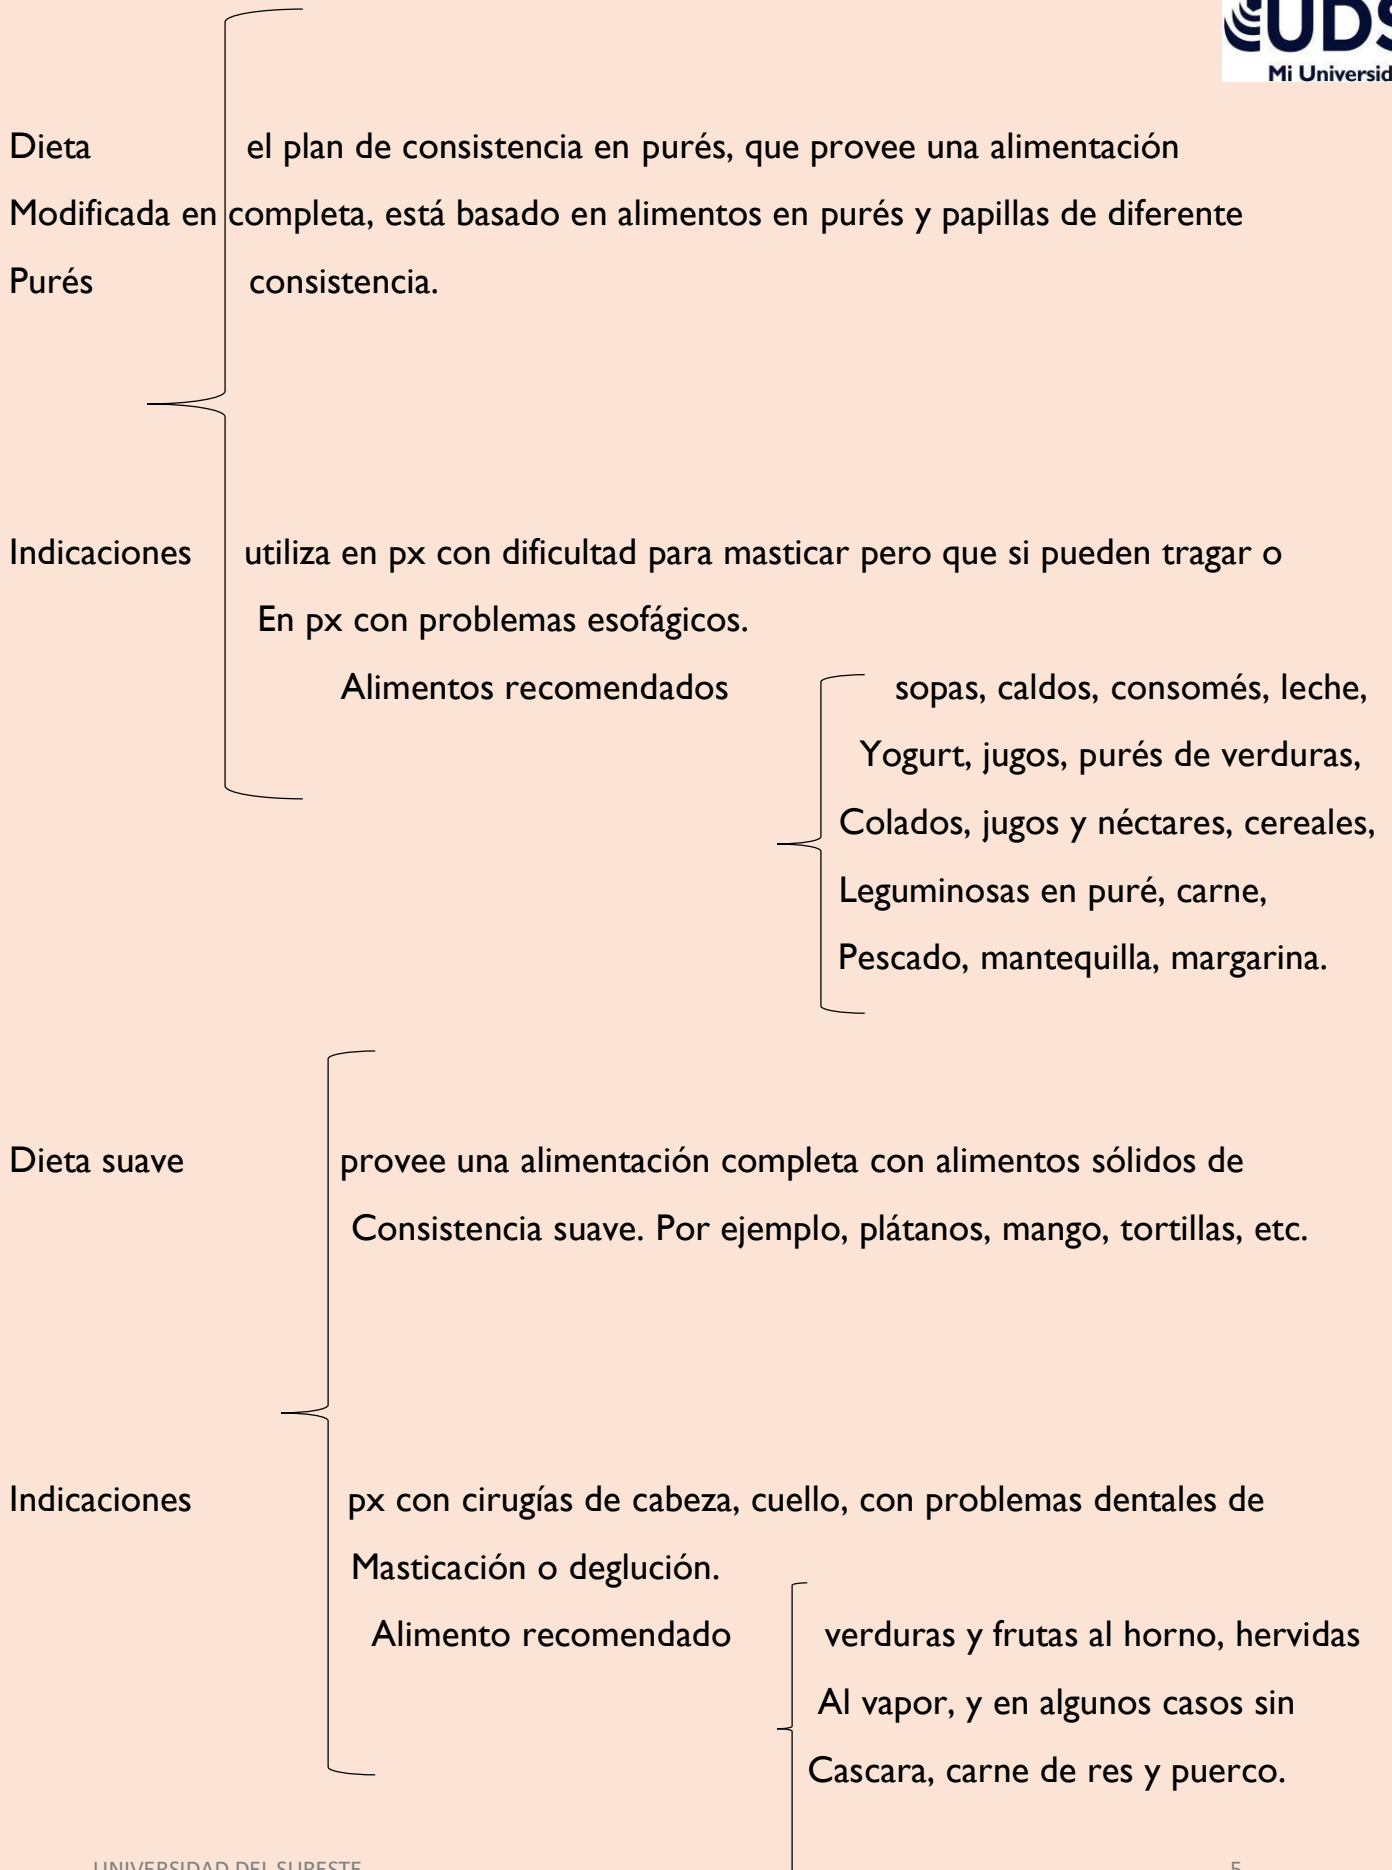 UDS
Mi Universid
Dieta el plan de consistencia en purés, que provee una alimentación
Modificada en completa, está basado en alimentos en purés y papillas de diferente
Purés consistencia.
Indicaciones utiliza en px con dificultad para masticar pero que si pueden tragar o
En px con problemas esofágicos.
Alimentos recomendados sopas, caldos, consomés, leche,
Yogurt, jugos, purés de verduras,
Colados, jugos y néctares, cereales,
Leguminosas en puré, carne,
Pescado, mantequilla, margarina.
Dieta suave provee una alimentación completa con alimentos sólidos de
Consistencia suave. Por ejemplo, plátanos, mango, tortillas, etc.
Indicaciones px con cirugías de cabeza, cuello, con problemas dentales de
Masticación o deglución.
Alimento recomendado verduras y frutas al horno, hervidas
Al vapor, y en algunos casos sin
Cascara, carne de res y puerco.
UNIVERSIDAD DEL SURESTE 5